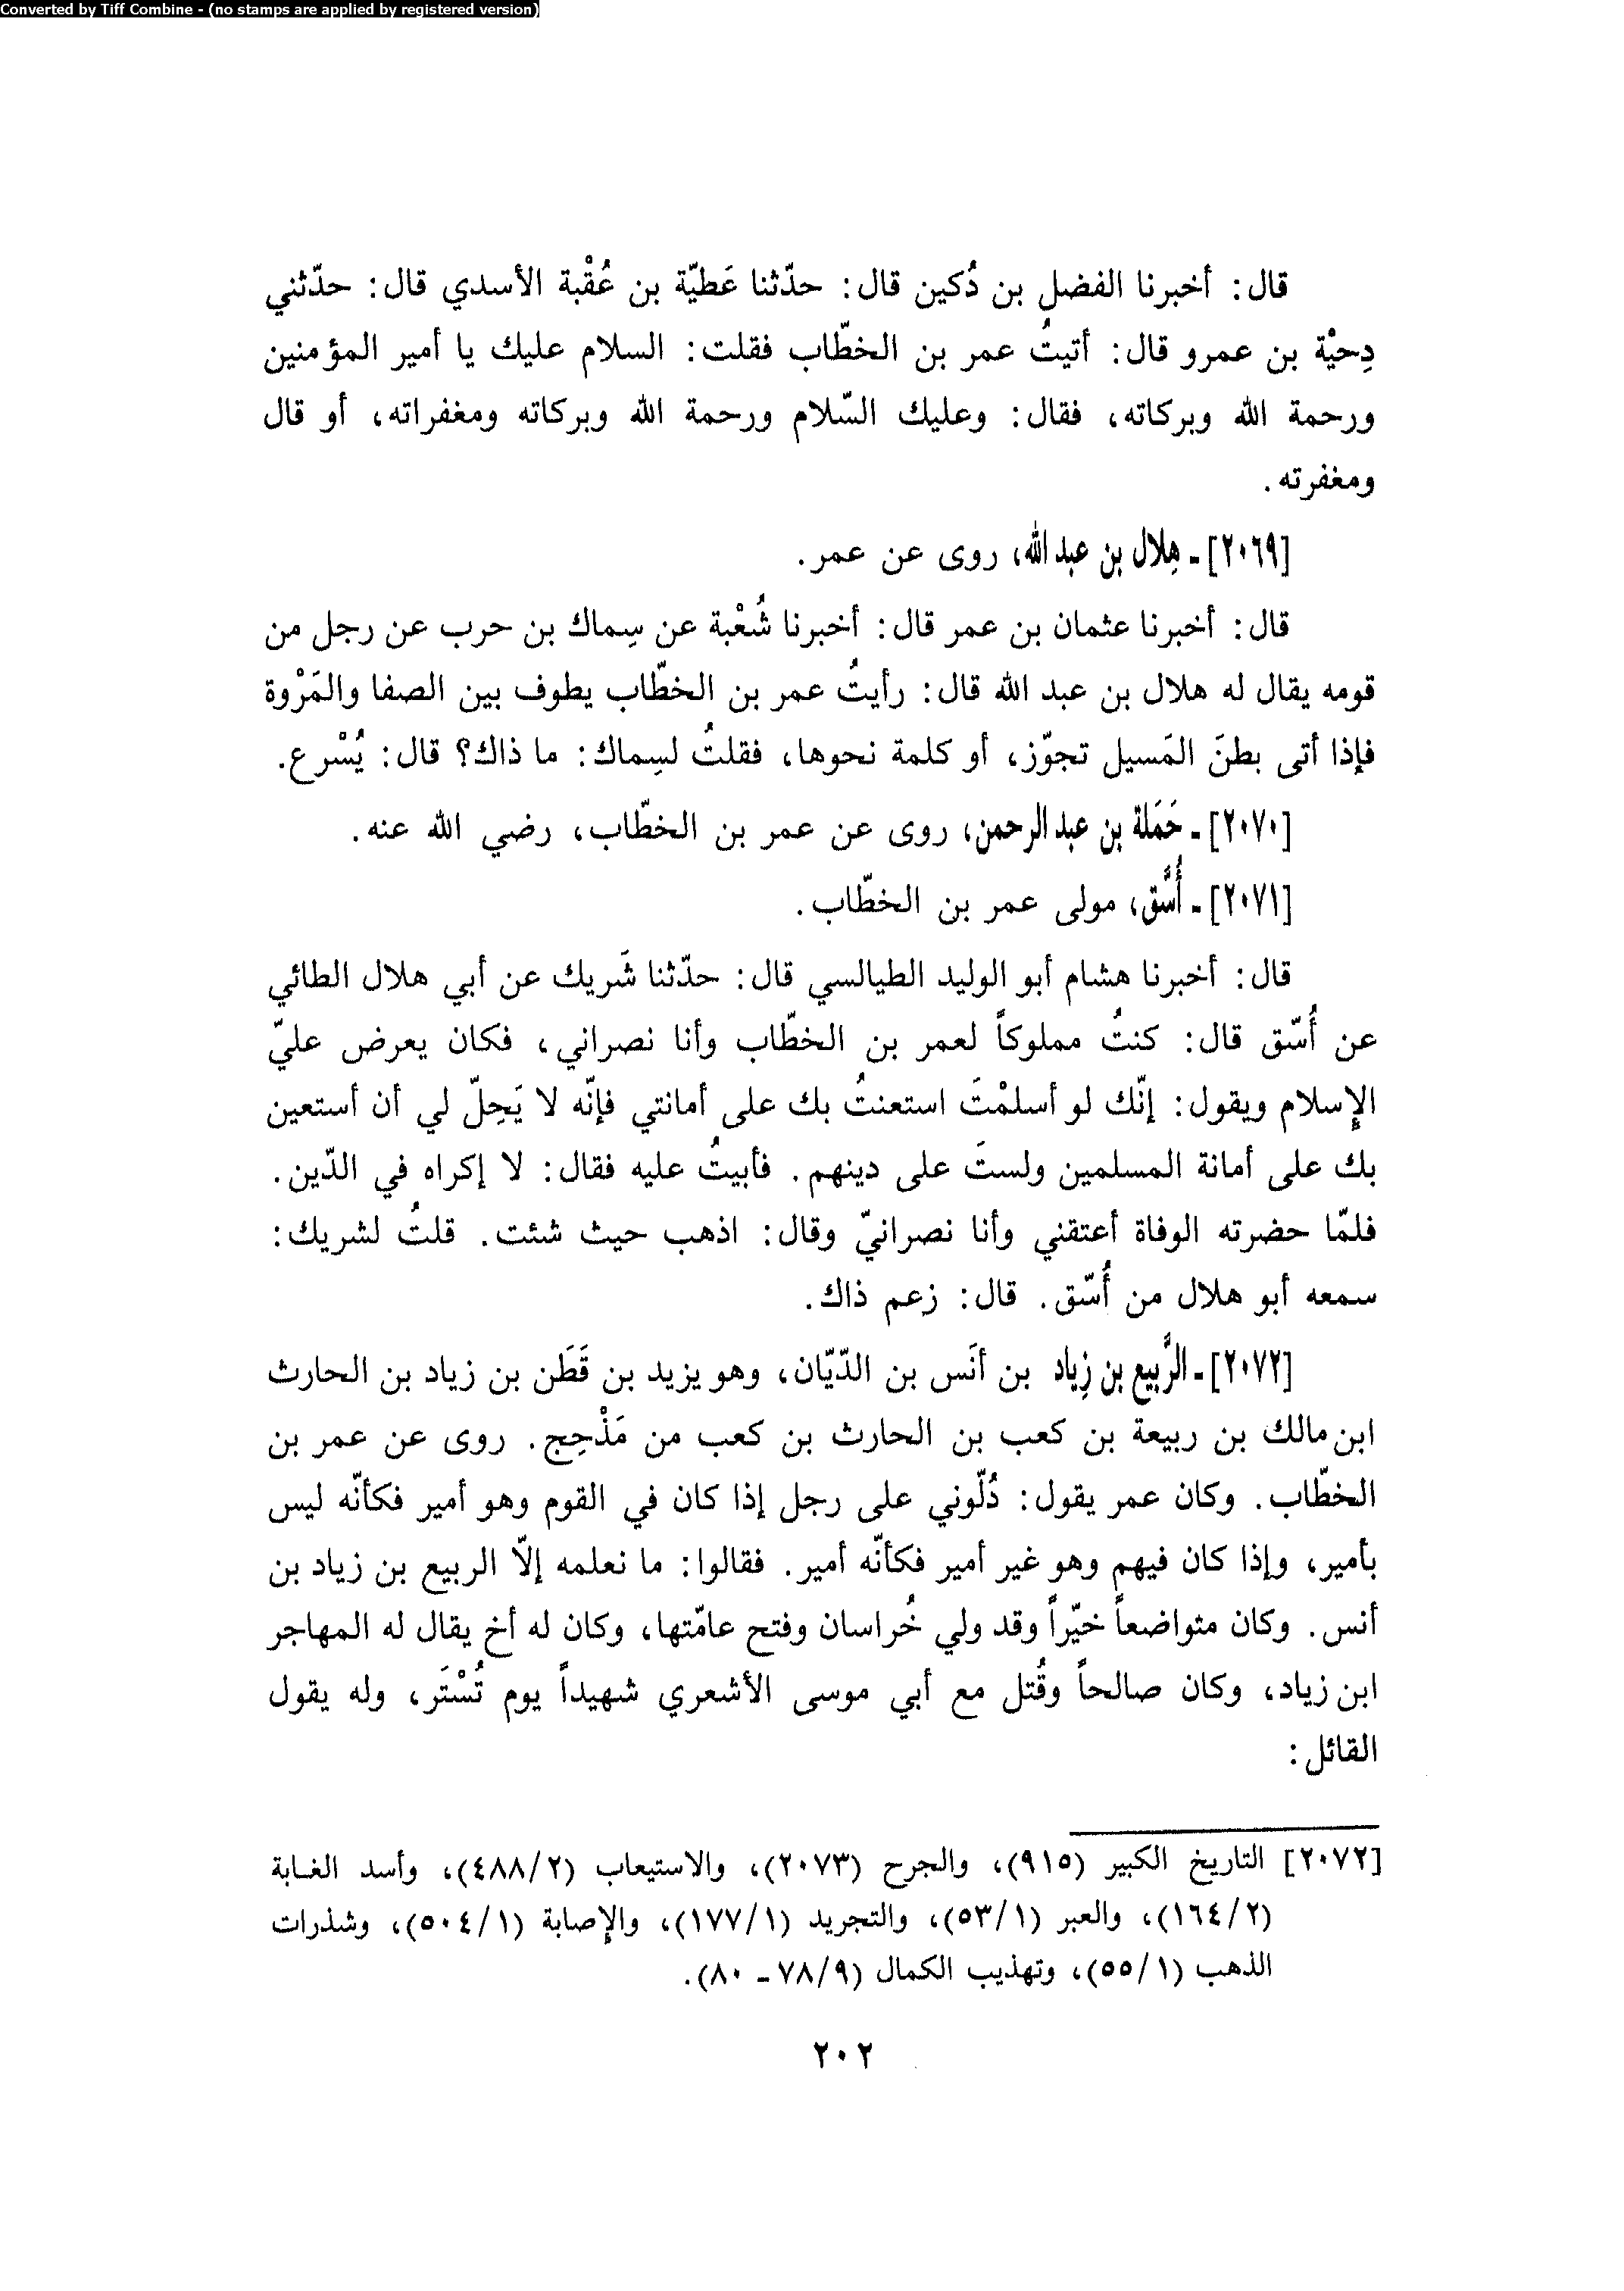 Converted by Tiff Combine - (no stamps are applied by registered version)
قال: أخبرنا الفضل بن دُكين قال: حدّثنا عَطيّة بن عُقْبة الأسدي قال: حدّثني
دِحيْة بن عمرو قال: أتيتُ عمر بن الخطّاب فقلت: السلام عليك يا أمير المؤمنين
ورحمة الله وبركاته، فقال: وعليك السّلام ورحمة الله وبركاته ومغفراته، أو قال
ومغفرته.
[٢٠٦٩] ـ هِلال بن عبد الله، روى عن عمر.
قال: أخبرنا عثمان بن عمر قال: أخبرنا شُعْبة عن سِماك بن حرب عن رجل من
قومه يقال له هلال بن عبد الله قال: رأيتُ عمر بن الخطّاب يطوف بين الصفا والمَرْوة
فإذا أتى بطنَ المَسيل تجوّز، أو كلمة نحوها، فقلتُ لسِماك: ما ذاك؟ قال: يُسْرع.
[٢٠٧٠] ـ حَمَلة بن عبد الرحمن، روى عن عمر بن الخطّاب، رضي الله عنه.
[٢٠٧١] ـ أُسَّق، مولى عمر بن الخطّاب.
قال: أخبرنا هشام أبو الوليد الطيالسي قال: حدّثنا شَريك عن أبي هلال الطائي
عن أُسّق قال: كنتُ مملوكاً لعمر بن الخطّاب وأنا نصراني، فكان يعرض عليّ
الإسلام ويقول: إنّك لو أسلمْتَ استعنتُ بك على أمانتي فإنّه لا يَحِلّ لي أن أستعين
بك على أمانة المسلمين ولستَ على دينهم. فأبيتُ عليه فقال: لا إكراه في الدّين.
فلمّا حضرته الوفاة أعتقني وأنا نصرانيّ وقال: اذهب حيث شئت. قلتُ لشريك:
سمعه أبو هلال من أُسّق. قال: زعم ذاك.
[٢٠٧٢] ـ الرَّبيع بن زِياد بن أنَس بن الدّيّان، وهو يزيد بن قَطَن بن زياد بن الحارث
ابن مالك بن ربيعة بن كعب بن الحارث بن كعب من مَذْحِج. روى عن عمر بن
الخطّاب. وكان عمر يقول: دُلّوني على رجل إذا كان في القوم وهو أمير فكأنّه ليس
بأمير، وإذا كان فيهم وهو غير أمير فكأنّه أمير. فقالوا: ما نعلمه إلّا الربيع بن زياد بن
أنس. وكان متواضعاً خيّراً وقد ولي خُراسان وفتح عامّتها، وكان له أخ يقال له المهاجر
ابن زياد، وكان صالحاً وقُتل مع أبي موسى الأشعري شهيداً يوم تُسْتَر، وله يقول
القائل:
[٢٠٧٢] التاريخ الكبير (٩١٥)، والجرح (٢٠٧٣)، والاستيعاب (٤٨٨/٢)، وأسد الغابة
(١٦٤/٢)، والعبر (٥٣/١)، والتجريد (١٧٧/١)، والإصابة (٥٠٤/١)، وشذرات
الذهب (٥٥/١)، وتهذيب الكمال (٧٨/٩ ـ ٨٠).
٢٠٢